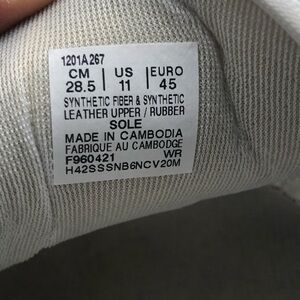 1201A267
CM | US | EURO
28.5 | 11 | 45
SYNTHETIC FIBER & SYNTHETIC
LEATHER UPPER / RUBBER
SOLE
MADE IN CAMBODIA
FABRIQUE AU CAMBODGE
F960421 WR
H42SSSNB6NCV20M